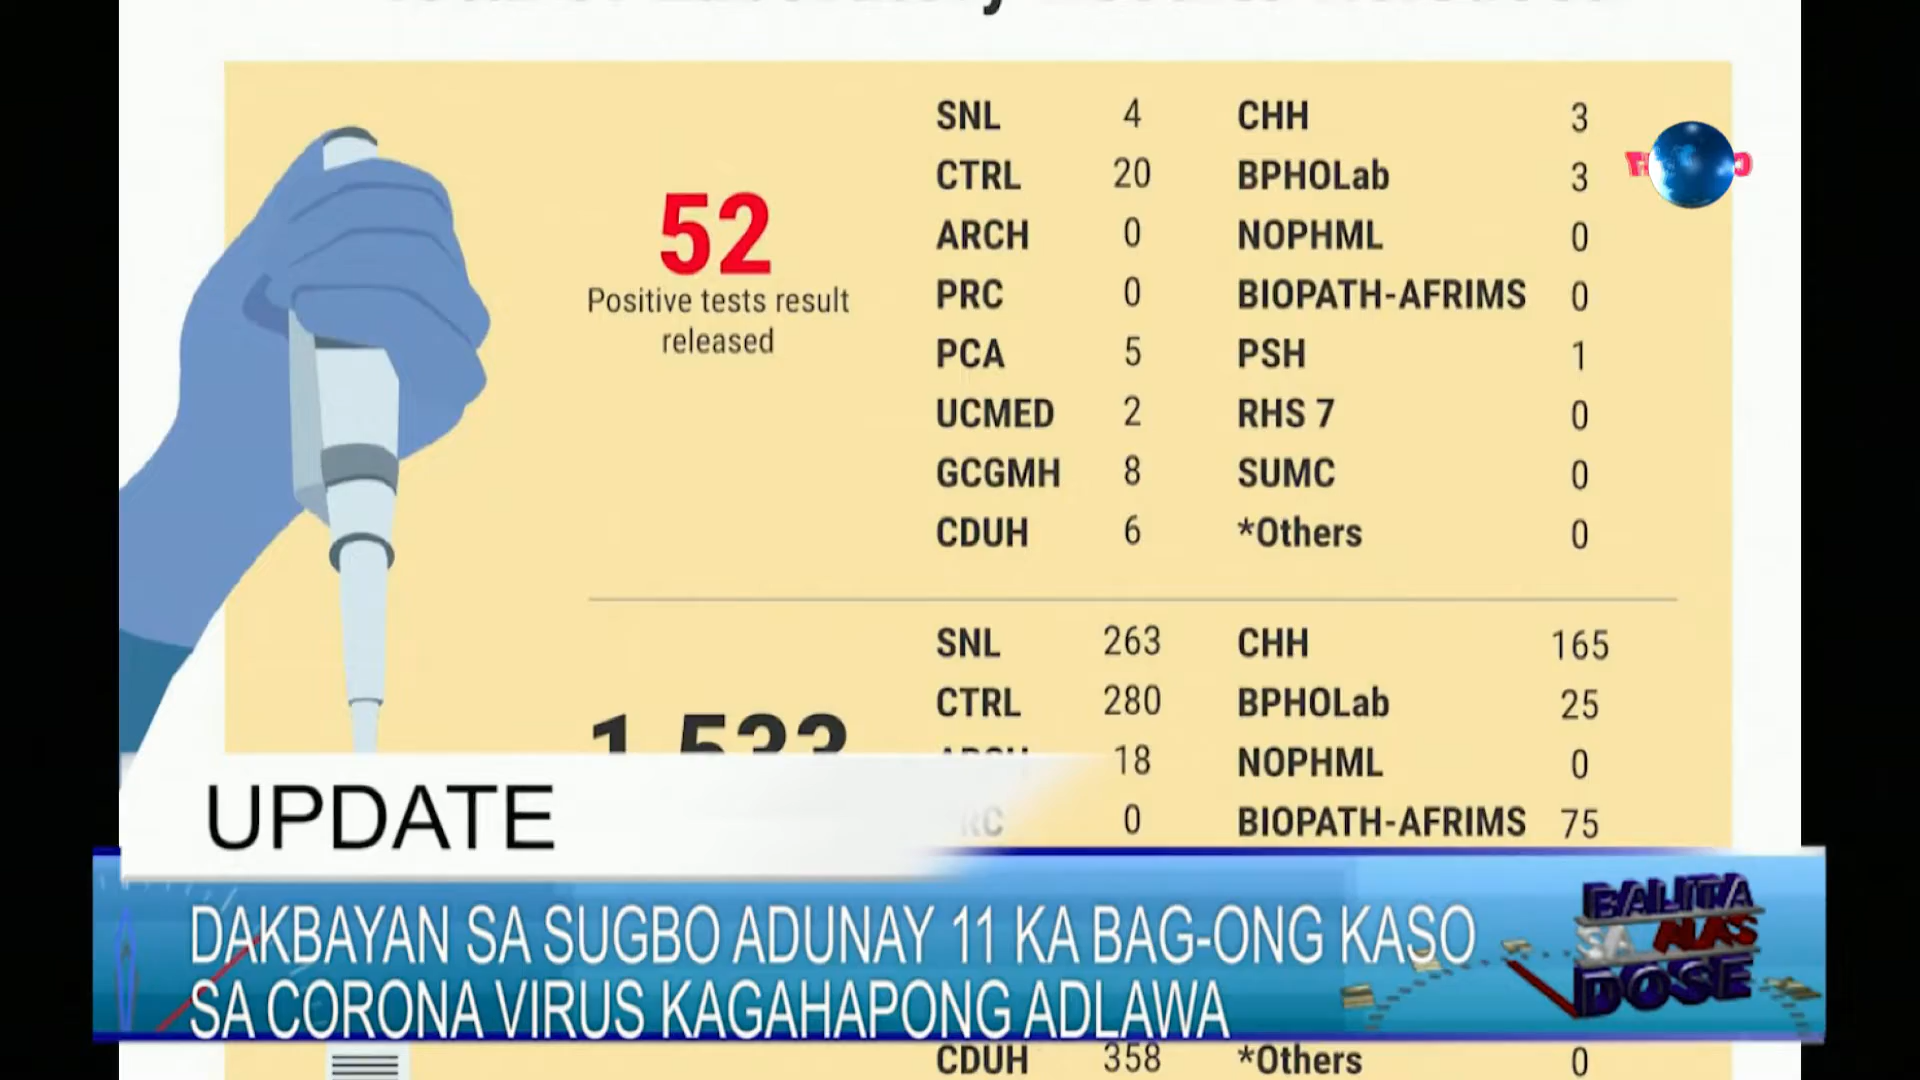 52
Positive tests result
released
SNL 4 CHH 3
CTRL 20 BPHOLab 3
ARCH 0 NOPHML 0
PRC 0 BIOPATH-AFRIMS 0
PCA 5 PSH 1
UCMED 2 RHS 7 0
GCGMH 8 SUMC 0
CDUH 6 *Others 0
SNL 263 CHH 165
CTRL 280 BPHOLab 25
18 NOPHML 0
0 BIOPATH-AFRIMS 75
UPDATE
DAKBAYAN SA SUGBO ADUNAY 11 KA BAG-ONG KASO
SA CORONA VIRUS KAGAHAPONG ADLAWA
BALITA
SA ALAS
DOSE
CDUH 358 *Others 0